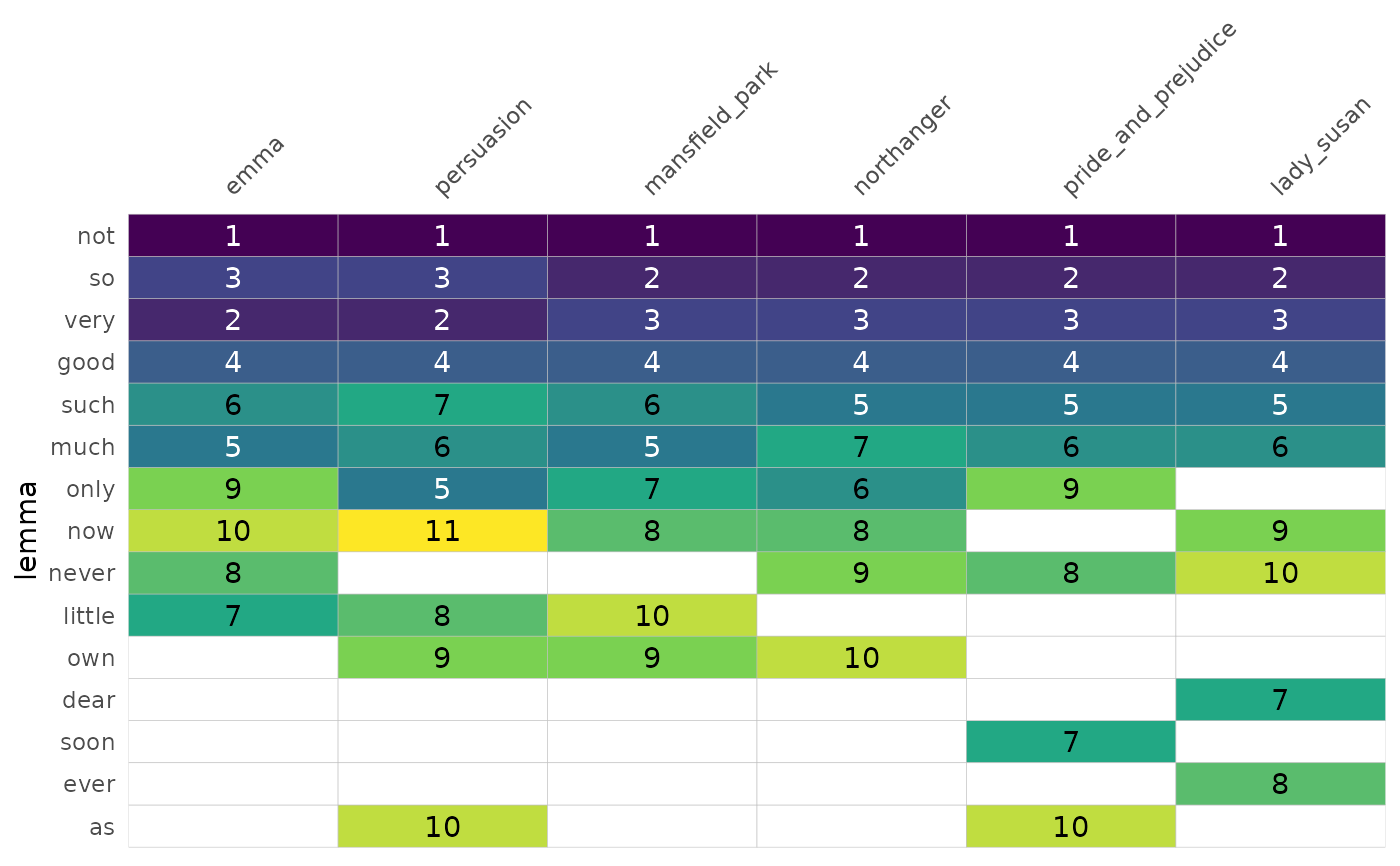 emma persuasion mansfield_park northanger pride_and_prejudice lady_susan
lemma
not 1 1 1 1 1 1
so 3 3 2 2 2 2
very 2 2 3 3 3 3
good 4 4 4 4 4 4
such 6 7 6 5 5 5
much 5 6 5 7 6 6
only 9 5 7 6 9
now 10 11 8 8 9
never 8 9 8 10
little 7 8 10
own 9 9 10
dear 7
soon 7
ever 8
as 10 10